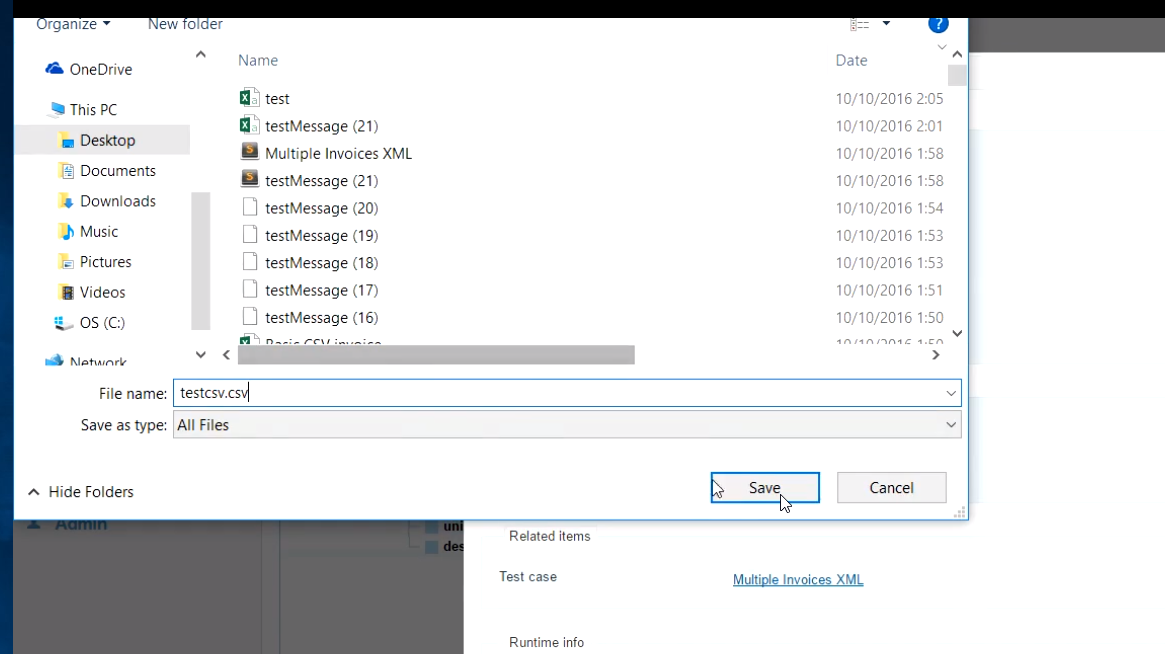 Organize New folder ?
Name Date
OneDrive
This PC
Desktop
Documents
Downloads
Music
Pictures
Videos
OS (C:)
Network
test 10/10/2016 2:05
testMessage (21) 10/10/2016 2:01
Multiple Invoices XML 10/10/2016 1:58
testMessage (21) 10/10/2016 1:58
testMessage (20) 10/10/2016 1:54
testMessage (19) 10/10/2016 1:53
testMessage (18) 10/10/2016 1:53
testMessage (17) 10/10/2016 1:51
testMessage (16) 10/10/2016 1:50
Basic CSV invoice 10/10/2016 1:50
File name: testcsv.csv
Save as type: All Files
Hide Folders Save Cancel
Admin
uni
des
Related items
Test case Multiple Invoices XML
Runtime info